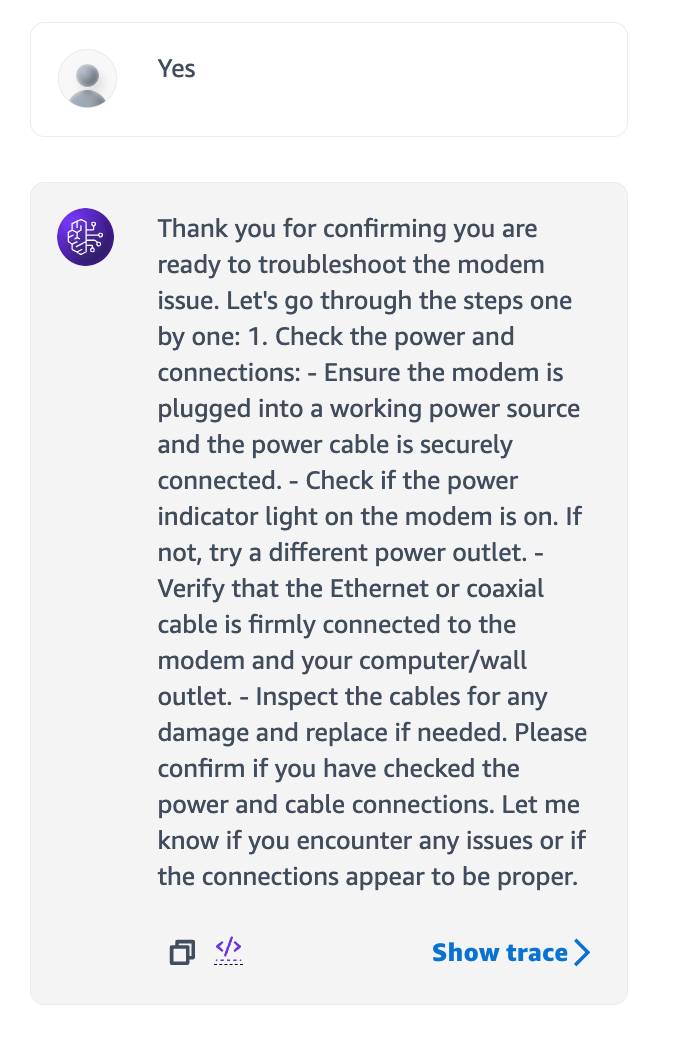 Yes
Thank you for confirming you are
ready to troubleshoot the modem
issue. Let's go through the steps one
by one: 1. Check the power and
connections: - Ensure the modem is
plugged into a working power source
and the power cable is securely
connected. - Check if the power
indicator light on the modem is on. If
not, try a different power outlet. -
Verify that the Ethernet or coaxial
cable is firmly connected to the
modem and your computer/wall
outlet. - Inspect the cables for any
damage and replace if needed. Please
confirm if you have checked the
power and cable connections. Let me
know if you encounter any issues or if
the connections appear to be proper.
Show trace